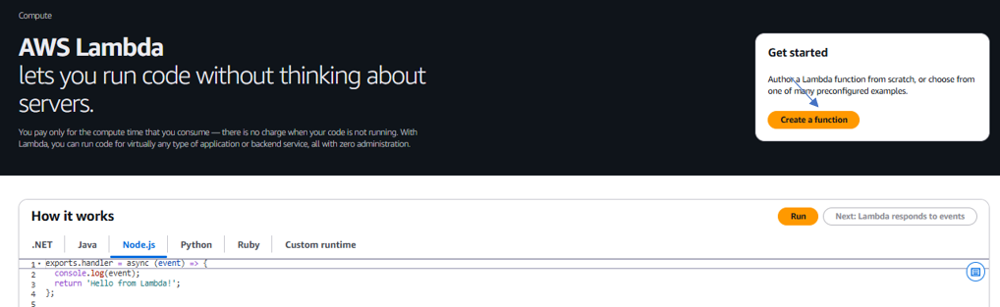 Compute
AWS Lambda
lets you run code without thinking about
servers.
You pay only for the compute time that you consume — there is no charge when your code is not running. With
Lambda, you can run code for virtually any type of application or backend service, all with zero administration.
Get started
Author a Lambda function from scratch, or choose from
one of many preconfigured examples.
Create a function
How it works
Run
Next: Lambda responds to events
.NET
Java
Node.js
Python
Ruby
Custom runtime
1 exports.handler = async (event) => {
2 console.log(event);
3 return 'Hello from Lambda!';
4 };
5